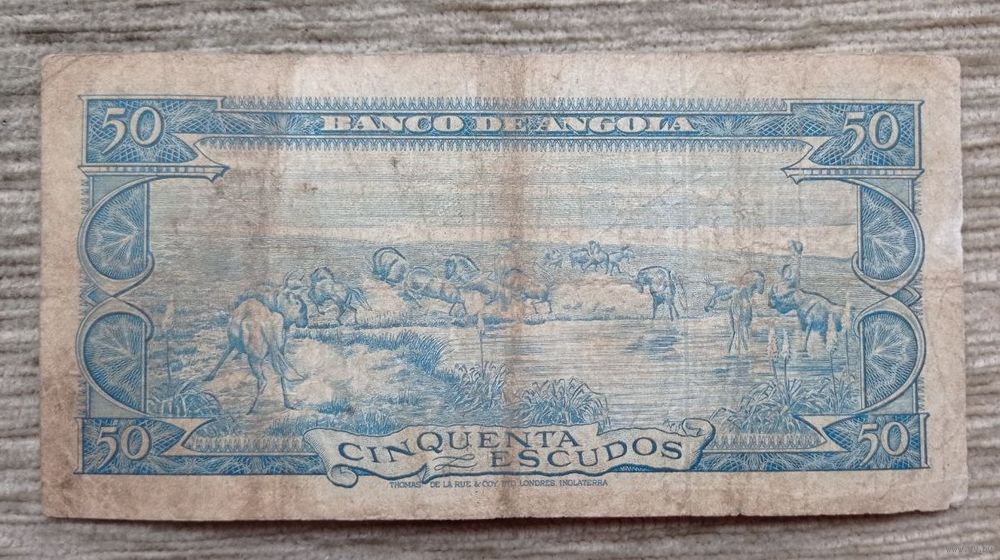 50 BANCO DE ANGOLA 50
50 CINQUENTA 50
ESCUDOS
THOMAS DE LA RUE & COY, LTD. LONDRES, INGLATERRA